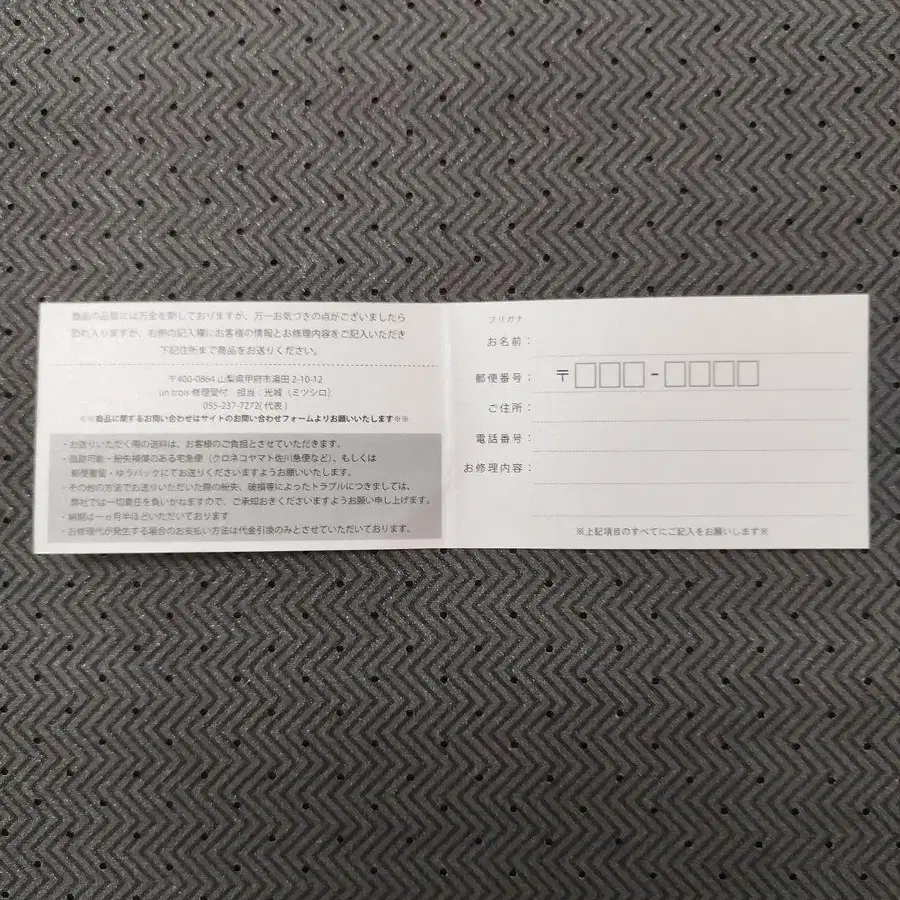 商品の品質には万全を期しておりますが、万一お気づきの点がございましたら
恐れ入りますが、右側の記入欄にお客様の情報とお修理内容をご記入いただき
下記住所まで商品をお送りください。
〒400-0864 山梨県甲府市湯田 2-10-12
un trois 修理受付　担当：光城（ミツシロ）
055-237-7272( 代表 )
※※商品に関するお問い合わせはサイトのお問い合わせフォームよりお願いいたします※※
・お送りいただく際の送料は、お客様のご負担とさせていただきます。
・追跡可能・紛失補償のある宅急便（クロネコヤマト佐川急便など）、もしくは
郵便書留・ゆうパックにてお送りくださいますようお願いいたします。
・その他の方法でお送りいただいた際の紛失、破損等によったトラブルにつきましては、
弊社では一切責任を負いかねますので、ご承知おきくださいますようお願い申し上げます。
・納期は一ヵ月半ほどいただいております
・お修理代が発生する場合のお支払い方法は代金引換のみとさせていただいております。
フリガナ
お名前：
郵便番号： 〒 -
ご住所：
電話番号：
お修理内容：
※上記項目のすべてにご記入をお願いします※